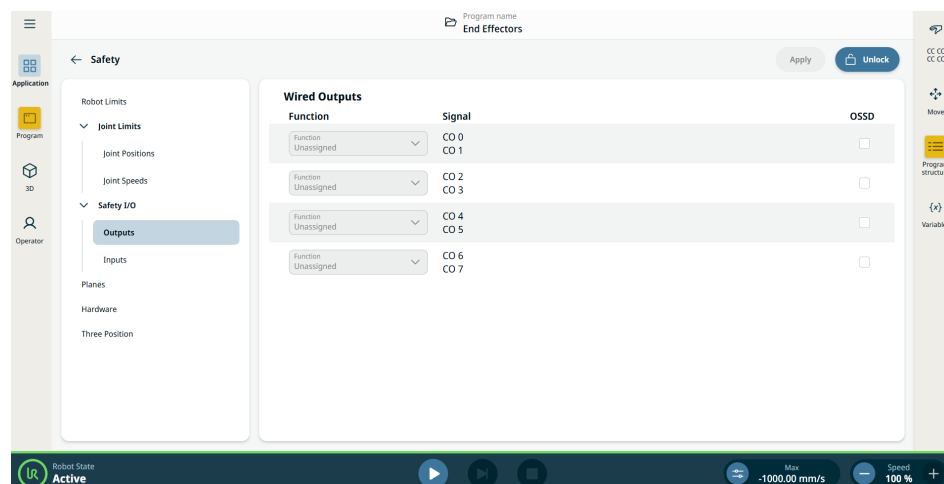 Program name
End Effectors
Application
Program
3D
Operator
Safety
Apply
Unlock
Robot Limits
Joint Limits
Joint Positions
Joint Speeds
Safety I/O
Outputs
Inputs
Planes
Hardware
Three Position
Wired Outputs
Function
Signal
OSSD
Function
Unassigned
CO 0
CO 1
Function
Unassigned
CO 2
CO 3
Function
Unassigned
CO 4
CO 5
Function
Unassigned
CO 6
CO 7
Move
{x}
UR
Robot State
Active
Max
-1000.00 mm/s
Speed
100 %